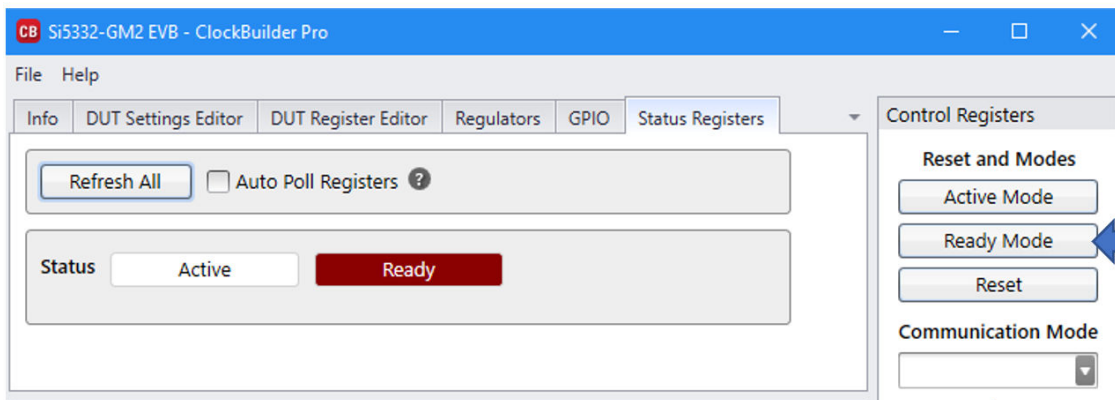 CB Si5332-GM2 EVB - ClockBuilder Pro
File Help
Info DUT Settings Editor DUT Register Editor Regulators GPIO Status Registers
Refresh All Auto Poll Registers ?
Status Active Ready
Control Registers
Reset and Modes
Active Mode
Ready Mode
Reset
Communication Mode